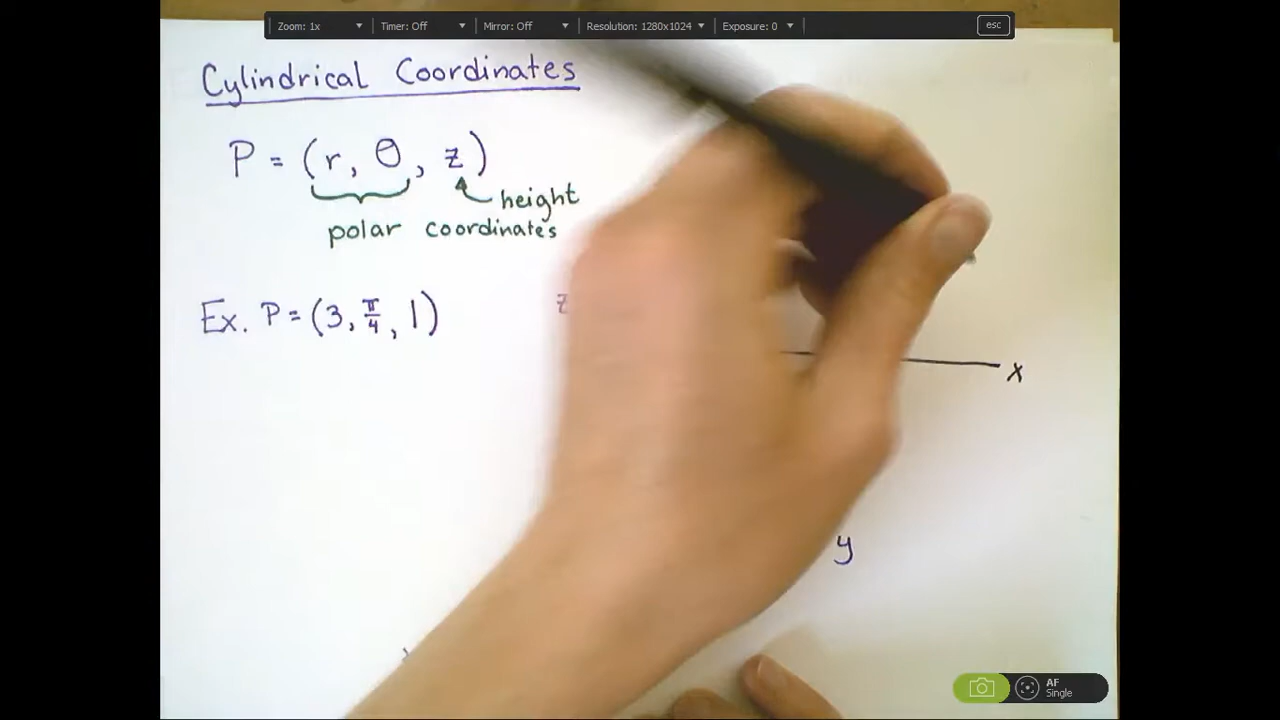 Zoom: 1x Timer: Off Mirror: Off Resolution: 1280x1024 Exposure: 0 esc
Cylindrical Coordinates
P = (r, θ, z)
height
polar coordinates
Ex. P = (3, π/4, 1)
z
x
y
AF
Single